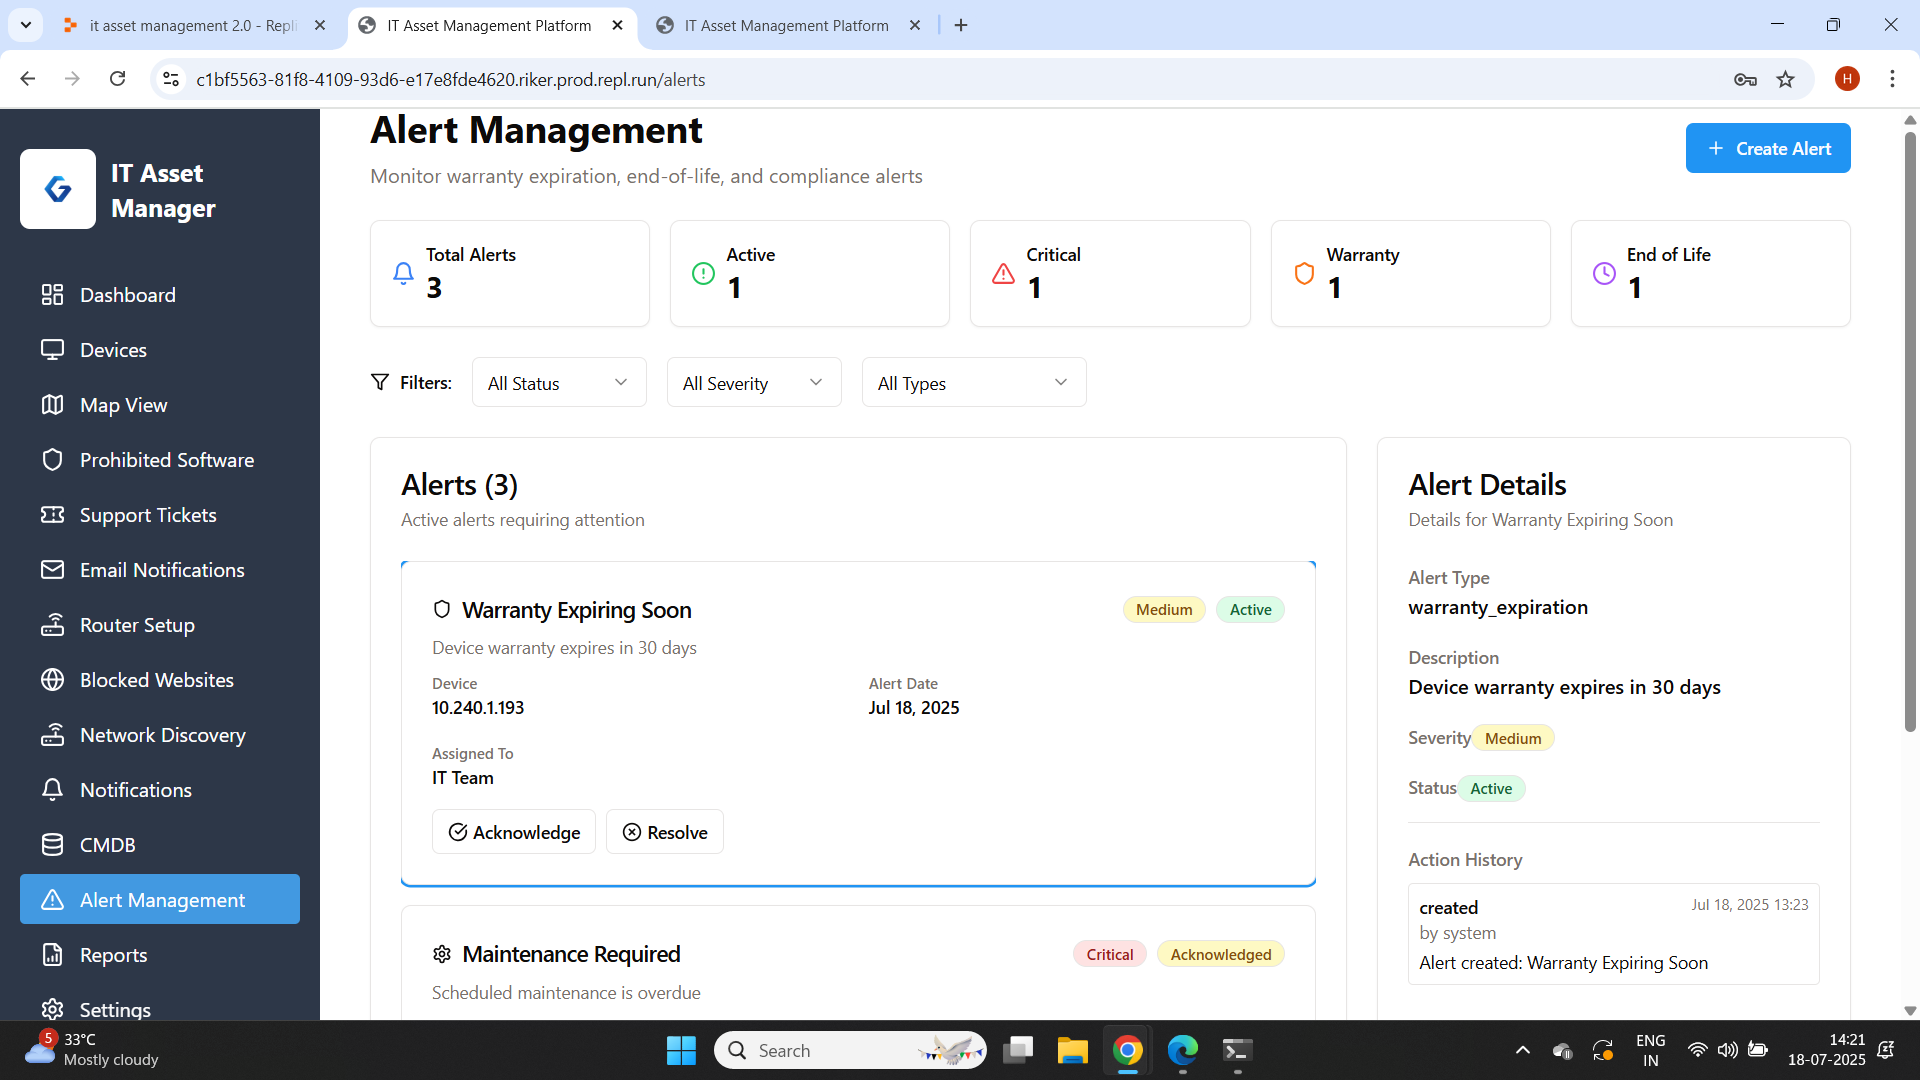 it asset management 2.0 - Repli
IT Asset Management Platform
IT Asset Management Platform
c1bf5563-81f8-4109-93d6-e17e8fde4620.riker.prod.repl.run/alerts
H
IT Asset
Manager
Dashboard
Devices
Map View
Prohibited Software
Support Tickets
Email Notifications
Router Setup
Blocked Websites
Network Discovery
Notifications
CMDB
Alert Management
Reports
Settings
Alert Management
Monitor warranty expiration, end-of-life, and compliance alerts
Create Alert
Total Alerts
3
Active
1
Critical
1
Warranty
1
End of Life
1
Filters:
All Status
All Severity
All Types
Alerts (3)
Active alerts requiring attention
Warranty Expiring Soon
Medium
Active
Device warranty expires in 30 days
Device
10.240.1.193
Alert Date
Jul 18, 2025
Assigned To
IT Team
Acknowledge
Resolve
Maintenance Required
Critical
Acknowledged
Scheduled maintenance is overdue
Alert Details
Details for Warranty Expiring Soon
Alert Type
warranty_expiration
Description
Device warranty expires in 30 days
Severity Medium
Status Active
Action History
created
Jul 18, 2025 13:23
by system
Alert created: Warranty Expiring Soon
5
33°C
Mostly cloudy
Search
ENG
IN
14:21
18-07-2025